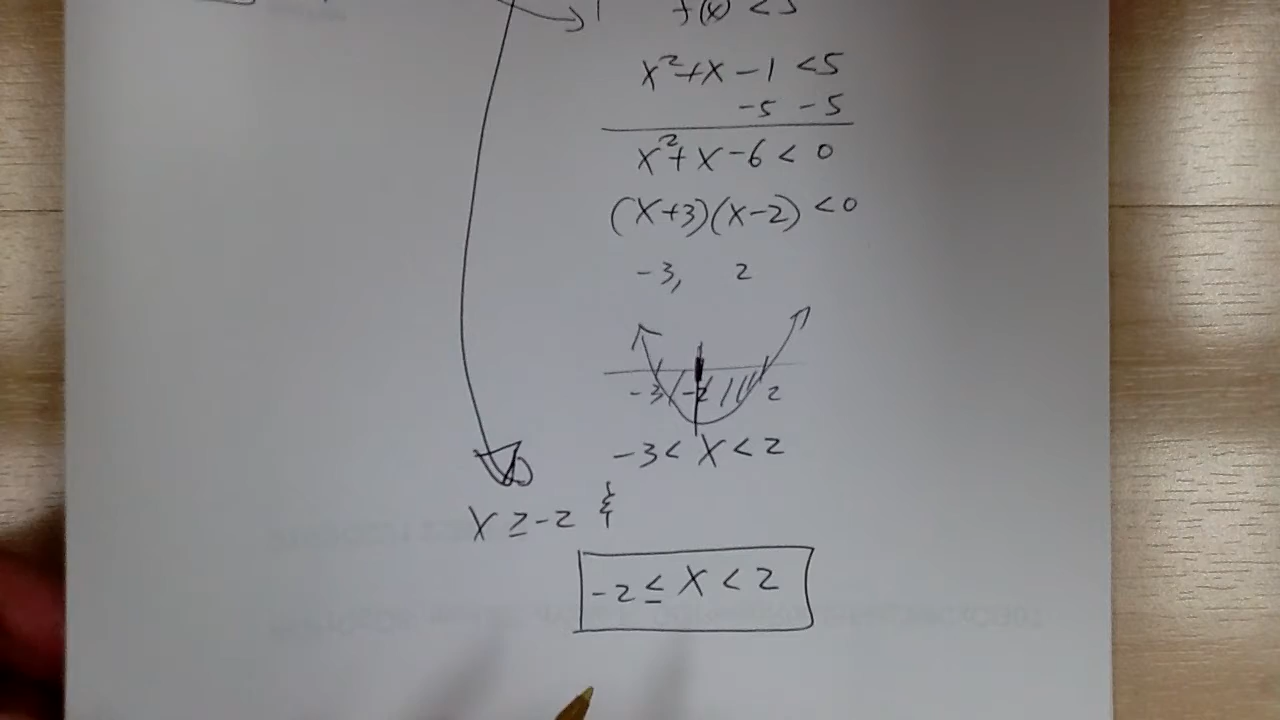 f(x) < 5
x² + x - 1 < 5
-5 -5
x² + x - 6 < 0
(x+3)(x-2) < 0
-3, 2
-3 -2 2
-3 < x < 2
x ≥ -2 &
-2 ≤ x < 2